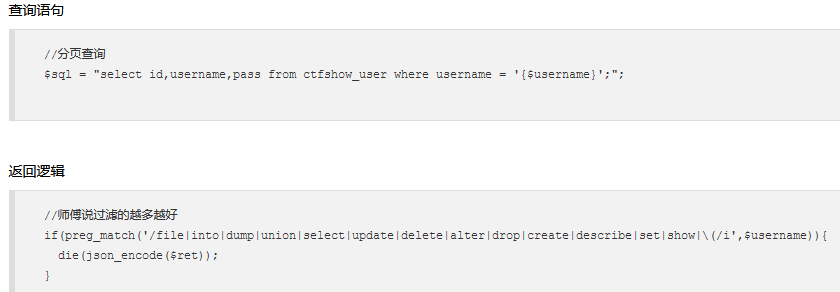 查询语句
//分页查询
$sql = "select id,username,pass from ctfshow_user where username = '{$username}';";
返回逻辑
//师傅说过滤的越多越好
if(preg_match('/file|into|dump|union|select|update|delete|alter|drop|create|describe|set|show|\(/i',$username)){
die(json_encode($ret));
}